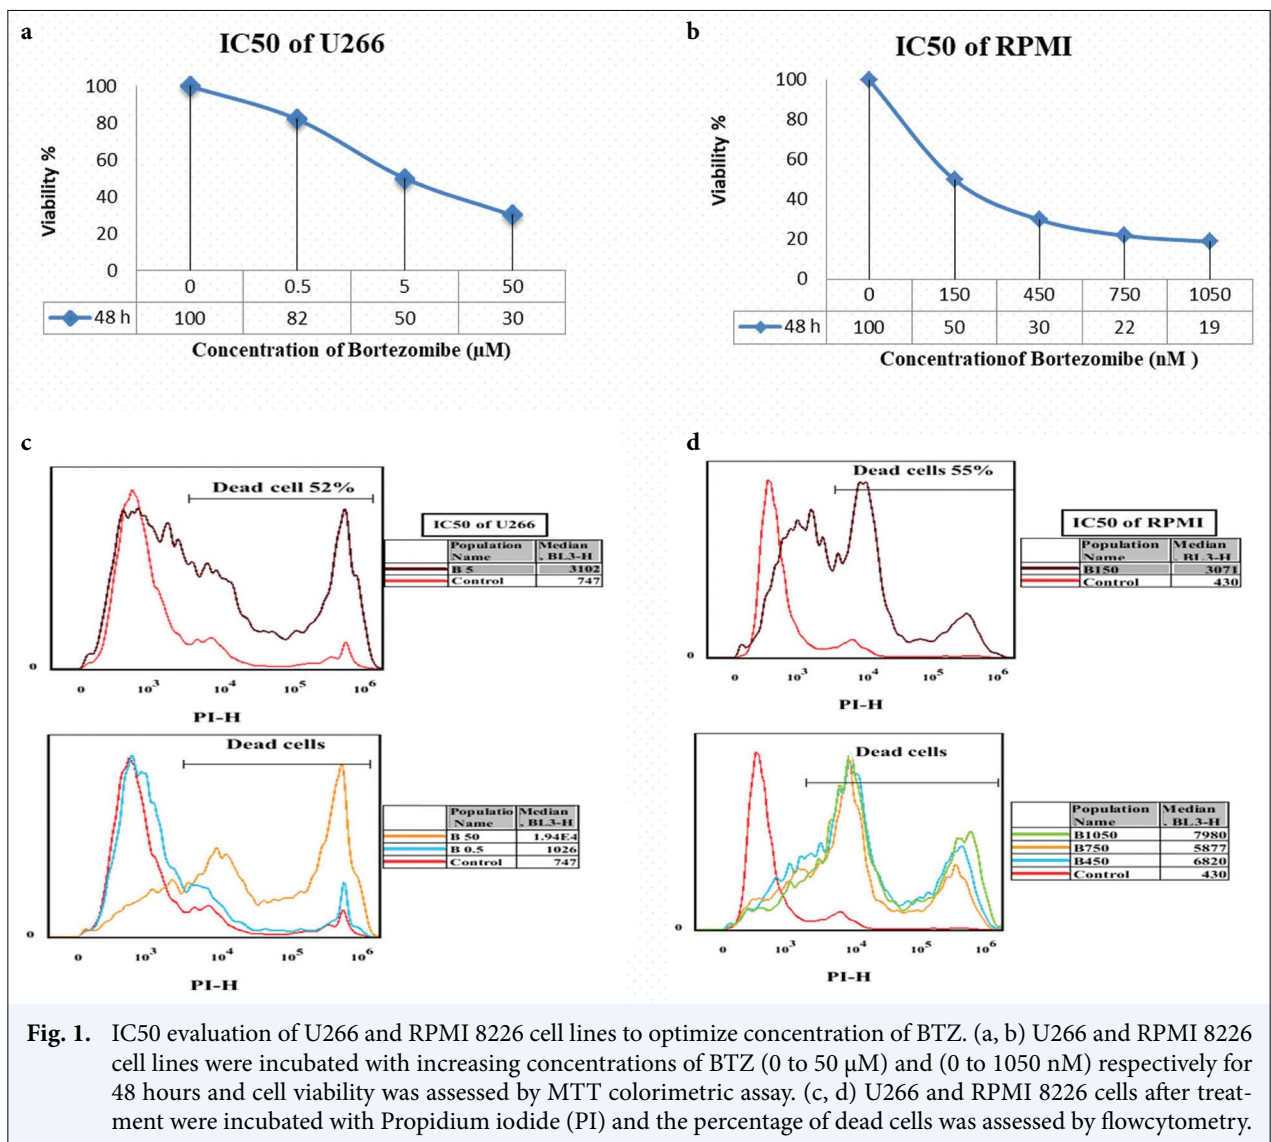 a
IC50 of U266
100
80
60
40
20
0
Viability %
0 0.5 5 50
48 h 100 82 50 30
Concentration of Bortezomibe (μM)
b
IC50 of RPMI
100
80
60
40
20
0
Viability %
0 150 450 750 1050
48 h 100 50 30 22 19
Concentrationof Bortezomibe (nM )
c
Dead cell 52%
0
0 10³ 10⁴ 10⁵ 10⁶
PI-H
IC50 of U266
Population Name Median , BL3-H
B 5 3102
Control 747
Dead cells
0
0 10³ 10⁴ 10⁵ 10⁶
PI-H
Populatio Name Median , BL3-H
B 50 1.94E4
B 0.5 1026
Control 747
d
Dead cells 55%
0
0 10³ 10⁴ 10⁵ 10⁶
PI-H
IC50 of RPMI
Population Name Median , BL3-H
B150 3071
Control 430
Dead cells
0
0 10³ 10⁴ 10⁵ 10⁶
PI-H
Population Name Median , BL3-H
B1050 7980
B750 5877
B450 6820
Control 430
Fig. 1. IC50 evaluation of U266 and RPMI 8226 cell lines to optimize concentration of BTZ. (a, b) U266 and RPMI 8226
cell lines were incubated with increasing concentrations of BTZ (0 to 50 μM) and (0 to 1050 nM) respectively for
48 hours and cell viability was assessed by MTT colorimetric assay. (c, d) U266 and RPMI 8226 cells after treat-
ment were incubated with Propidium iodide (PI) and the percentage of dead cells was assessed by flowcytometry.